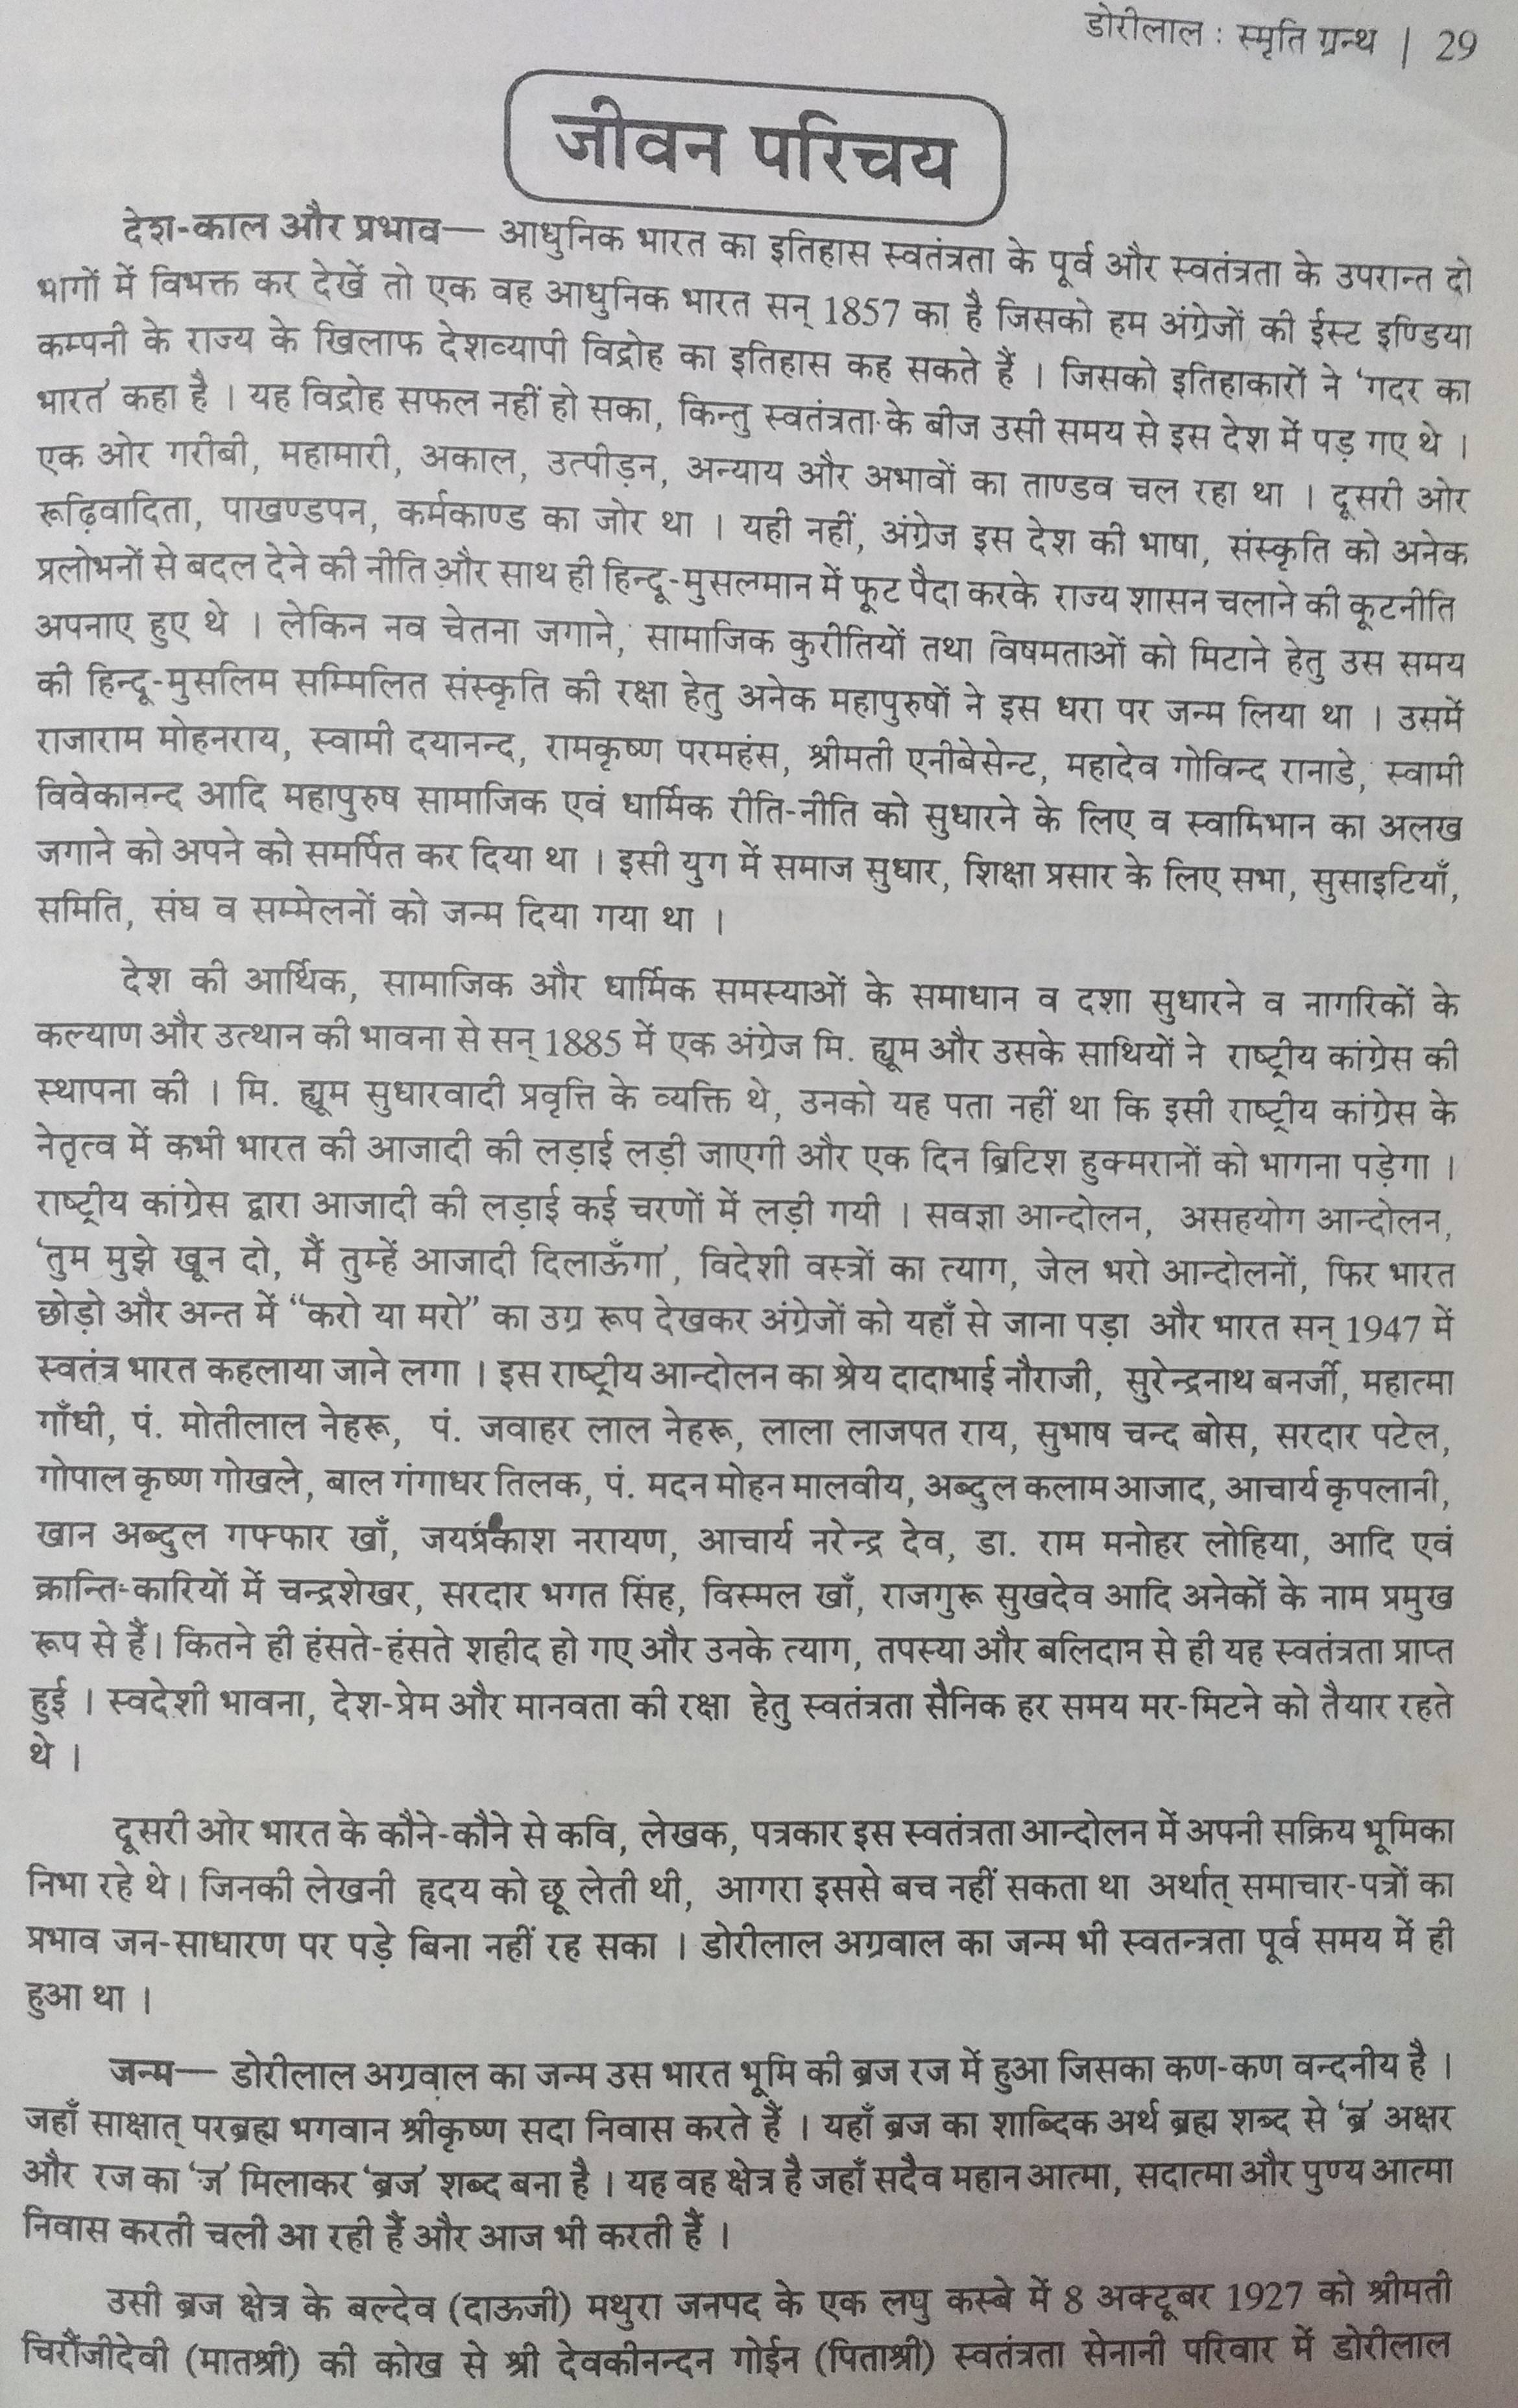 डोरीलाल : स्मृति ग्रन्थ | 29
जीवन परिचय
देश-काल और प्रभाव— आधुनिक भारत का इतिहास स्वतंत्रता के पूर्व और स्वतंत्रता के उपरान्त दो
भागों में विभक्त कर देखें तो एक वह आधुनिक भारत सन् 1857 का है जिसको हम अंग्रेजों की ईस्ट इण्डिया
कम्पनी के राज्य के खिलाफ देशव्यापी विद्रोह का इतिहास कह सकते हैं । जिसको इतिहाकारों ने ‘गदर का
भारत’ कहा है । यह विद्रोह सफल नहीं हो सका, किन्तु स्वतंत्रता के बीज उसी समय से इस देश में पड़ गए थे ।
एक ओर गरीबी, महामारी, अकाल, उत्पीड़न, अन्याय और अभावों का ताण्डव चल रहा था । दूसरी ओर
रूढ़िवादिता, पाखण्डपन, कर्मकाण्ड का जोर था । यही नहीं, अंग्रेज इस देश की भाषा, संस्कृति को अनेक
प्रलोभनों से बदल देने की नीति और साथ ही हिन्दू-मुसलमान में फूट पैदा करके राज्य शासन चलाने की कूटनीति
अपनाए हुए थे । लेकिन नव चेतना जगाने, सामाजिक कुरीतियों तथा विषमताओं को मिटाने हेतु उस समय
की हिन्दू-मुसलिम सम्मिलित संस्कृति की रक्षा हेतु अनेक महापुरुषों ने इस धरा पर जन्म लिया था । उसमें
राजाराम मोहनराय, स्वामी दयानन्द, रामकृष्ण परमहंस, श्रीमती एनीबेसेन्ट, महादेव गोविन्द रानाडे, स्वामी
विवेकानन्द आदि महापुरुष सामाजिक एवं धार्मिक रीति-नीति को सुधारने के लिए व स्वामिभान का अलख
जगाने को अपने को समर्पित कर दिया था । इसी युग में समाज सुधार, शिक्षा प्रसार के लिए सभा, सुसाइटियाँ,
समिति, संघ व सम्मेलनों को जन्म दिया गया था ।
देश की आर्थिक, सामाजिक और धार्मिक समस्याओं के समाधान व दशा सुधारने व नागरिकों के
कल्याण और उत्थान की भावना से सन् 1885 में एक अंग्रेज मि. ह्यूम और उसके साथियों ने राष्ट्रीय कांग्रेस की
स्थापना की । मि. ह्यूम सुधारवादी प्रवृत्ति के व्यक्ति थे, उनको यह पता नहीं था कि इसी राष्ट्रीय कांग्रेस के
नेतृत्व में कभी भारत की आजादी की लड़ाई लड़ी जाएगी और एक दिन ब्रिटिश हुक्मरानों को भागना पड़ेगा ।
राष्ट्रीय कांग्रेस द्वारा आजादी की लड़ाई कई चरणों में लड़ी गयी । सवज्ञा आन्दोलन, असहयोग आन्दोलन,
‘तुम मुझे खून दो, मैं तुम्हें आजादी दिलाऊँगा’, विदेशी वस्त्रों का त्याग, जेल भरो आन्दोलनों, फिर भारत
छोड़ो और अन्त में “करो या मरो” का उग्र रूप देखकर अंग्रेजों को यहाँ से जाना पड़ा और भारत सन् 1947 में
स्वतंत्र भारत कहलाया जाने लगा । इस राष्ट्रीय आन्दोलन का श्रेय दादाभाई नौराजी, सुरेन्द्रनाथ बनर्जी, महात्मा
गाँधी, पं. मोतीलाल नेहरू, पं. जवाहर लाल नेहरू, लाला लाजपत राय, सुभाष चन्द बोस, सरदार पटेल,
गोपाल कृष्ण गोखले, बाल गंगाधर तिलक, पं. मदन मोहन मालवीय, अब्दुल कलाम आजाद, आचार्य कृपलानी,
खान अब्दुल गफ्फार खाँ, जयप्रकाश नरायण, आचार्य नरेन्द्र देव, डा. राम मनोहर लोहिया, आदि एवं
क्रान्ति-कारियों में चन्द्रशेखर, सरदार भगत सिंह, विस्मल खाँ, राजगुरू सुखदेव आदि अनेकों के नाम प्रमुख
रूप से हैं। कितने ही हंसते-हंसते शहीद हो गए और उनके त्याग, तपस्या और बलिदान से ही यह स्वतंत्रता प्राप्त
हुई । स्वदेशी भावना, देश-प्रेम और मानवता की रक्षा हेतु स्वतंत्रता सैनिक हर समय मर-मिटने को तैयार रहते
थे ।
दूसरी ओर भारत के कौने-कौने से कवि, लेखक, पत्रकार इस स्वतंत्रता आन्दोलन में अपनी सक्रिय भूमिका
निभा रहे थे। जिनकी लेखनी हृदय को छू लेती थी, आगरा इससे बच नहीं सकता था अर्थात् समाचार-पत्रों का
प्रभाव जन-साधारण पर पड़े बिना नहीं रह सका । डोरीलाल अग्रवाल का जन्म भी स्वतन्त्रता पूर्व समय में ही
हुआ था ।
जन्म— डोरीलाल अग्रवाल का जन्म उस भारत भूमि की ब्रज रज में हुआ जिसका कण-कण वन्दनीय है ।
जहाँ साक्षात् परब्रह्म भगवान श्रीकृष्ण सदा निवास करते हैं । यहाँ ब्रज का शाब्दिक अर्थ ब्रह्म शब्द से ‘ब्र’ अक्षर
और रज का ‘ज’ मिलाकर ‘ब्रज’ शब्द बना है । यह वह क्षेत्र है जहाँ सदैव महान आत्मा, सदात्मा और पुण्य आत्मा
निवास करती चली आ रही हैं और आज भी करती हैं ।
उसी ब्रज क्षेत्र के बल्देव (दाऊजी) मथुरा जनपद के एक लघु कस्बे में 8 अक्टूबर 1927 को श्रीमती
चिरौंजीदेवी (मातश्री) की कोख से श्री देवकीनन्दन गोईन (पिताश्री) स्वतंत्रता सेनानी परिवार में डोरीलाल